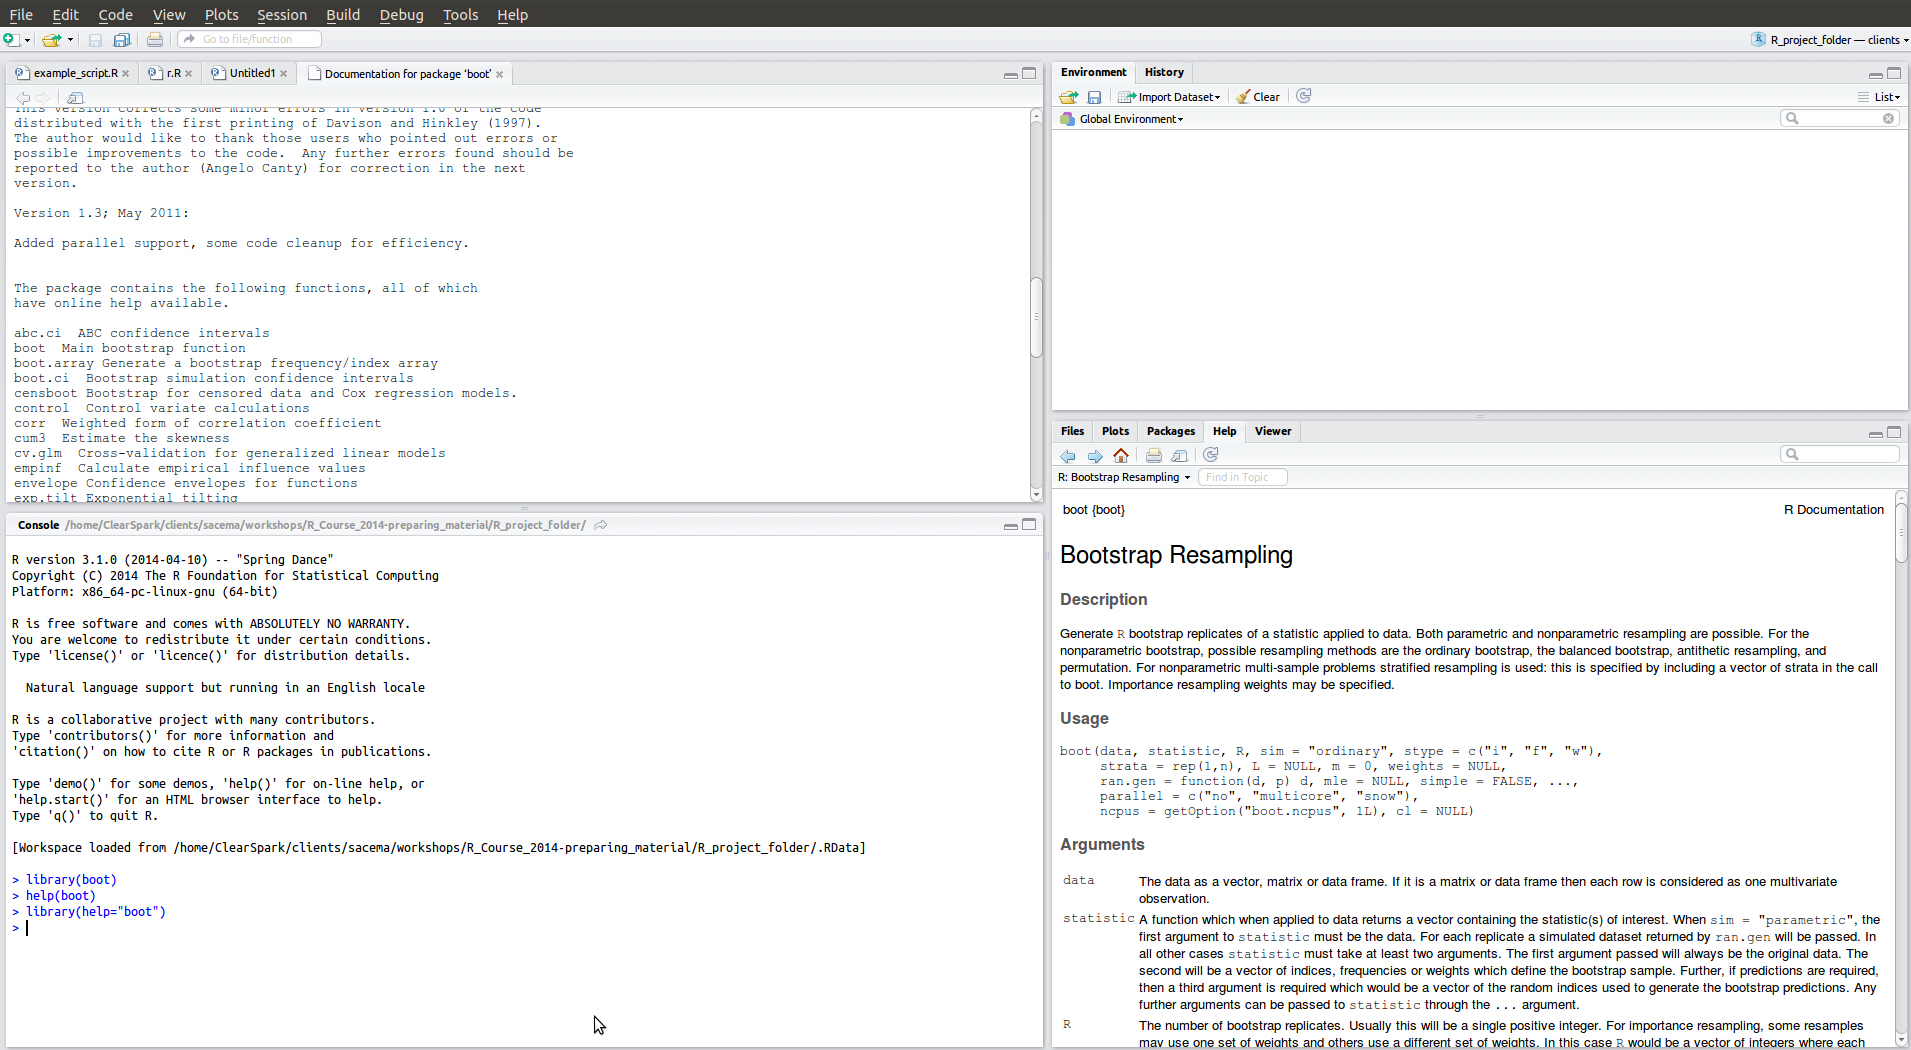 File Edit Code View Plots Session Build Debug Tools Help
Go to file/function
R_project_folder — clients
example_script.R
r.R
Untitled1
Documentation for package ‘boot’
This version corrects some minor errors in version 1.0 of the code
distributed with the first printing of Davison and Hinkley (1997).
The author would like to thank those users who pointed out errors or
possible improvements to the code.  Any further errors found should be
reported to the author (Angelo Canty) for correction in the next
version.
Version 1.3; May 2011:
Added parallel support, some code cleanup for efficiency.
The package contains the following functions, all of which
have online help available.
abc.ci  ABC confidence intervals
boot  Main bootstrap function
boot.array Generate a bootstrap frequency/index array
boot.ci  Bootstrap simulation confidence intervals
censboot Bootstrap for censored data and Cox regression models.
control  Control variate calculations
corr  Weighted form of correlation coefficient
cum3  Estimate the skewness
cv.glm  Cross-validation for generalized linear models
empinf  Calculate empirical influence values
envelope Confidence envelopes for functions
exp.tilt Exponential tilting
Console /home/ClearSpark/clients/sacema/workshops/R_Course_2014-preparing_material/R_project_folder/
R version 3.1.0 (2014-04-10) -- "Spring Dance"
Copyright (C) 2014 The R Foundation for Statistical Computing
Platform: x86_64-pc-linux-gnu (64-bit)
R is free software and comes with ABSOLUTELY NO WARRANTY.
You are welcome to redistribute it under certain conditions.
Type 'license()' or 'licence()' for distribution details.
Natural language support but running in an English locale
R is a collaborative project with many contributors.
Type 'contributors()' for more information and
'citation()' on how to cite R or R packages in publications.
Type 'demo()' for some demos, 'help()' for on-line help, or
'help.start()' for an HTML browser interface to help.
Type 'q()' to quit R.
[Workspace loaded from /home/ClearSpark/clients/sacema/workshops/R_Course_2014-preparing_material/R_project_folder/.RData]
> library(boot)
> help(boot)
> library(help="boot")
>
Environment History
Import Dataset Clear List
Global Environment
Files Plots Packages Help Viewer
R: Bootstrap Resampling Find in Topic
boot {boot} R Documentation
Bootstrap Resampling
Description
Generate R bootstrap replicates of a statistic applied to data. Both parametric and nonparametric resampling are possible. For the
nonparametric bootstrap, possible resampling methods are the ordinary bootstrap, the balanced bootstrap, antithetic resampling, and
permutation. For nonparametric multi-sample problems stratified resampling is used: this is specified by including a vector of strata in the call
to boot. Importance resampling weights may be specified.
Usage
boot(data, statistic, R, sim = "ordinary", stype = c("i", "f", "w"),
strata = rep(1,n), L = NULL, m = 0, weights = NULL,
ran.gen = function(d, p) d, mle = NULL, simple = FALSE, ...,
parallel = c("no", "multicore", "snow"),
ncpus = getOption("boot.ncpus", 1L), cl = NULL)
Arguments
data The data as a vector, matrix or data frame. If it is a matrix or data frame then each row is considered as one multivariate
observation.
statistic A function which when applied to data returns a vector containing the statistic(s) of interest. When sim = "parametric", the
first argument to statistic must be the data. For each replicate a simulated dataset returned by ran.gen will be passed. In
all other cases statistic must take at least two arguments. The first argument passed will always be the original data. The
second will be a vector of indices, frequencies or weights which define the bootstrap sample. Further, if predictions are required,
then a third argument is required which would be a vector of the random indices used to generate the bootstrap predictions. Any
further arguments can be passed to statistic through the ... argument.
R The number of bootstrap replicates. Usually this will be a single positive integer. For importance resampling, some resamples
may use one set of weights and others use a different set of weights. In this case R would be a vector of integers where each